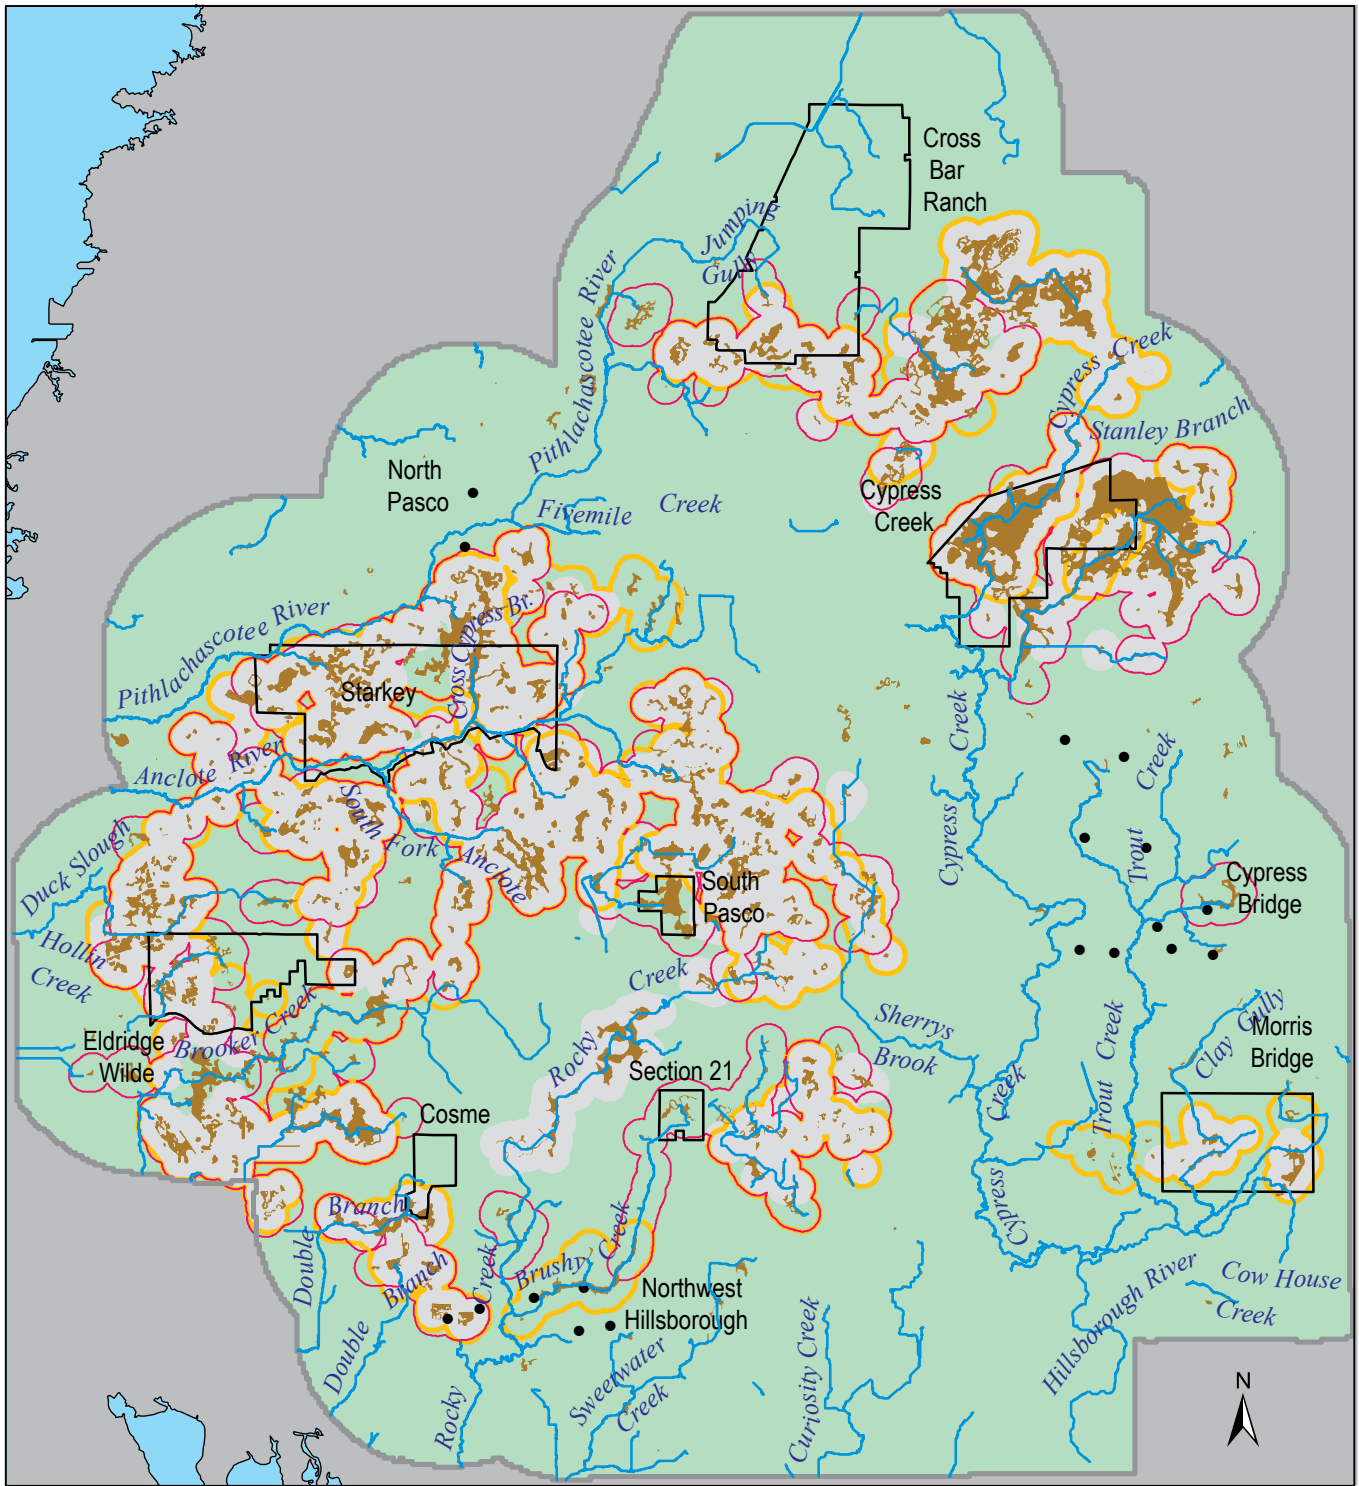 Cross
Bar
Ranch
Jumping
Gully
Pithlachascotee River
Cypress Creek
Stanley Branch
North
Pasco
Fivemile Creek
Cypress
Creek
Cross Cypress Br.
Pithlachascotee River
Starkey
Anclote River
South Fork Anclote
Duck Slough
South
Pasco
Cypress Creek
Trout Creek
Cypress
Bridge
Hollin
Creek
Creek
Rocky
Sherrys
Brook
Eldridge
Wilde
Brooker Creek
Section 21
Cosme
Trout Creek
Clay Gully
Morris
Bridge
Cypress Creek
Branch
Double
Branch
Double
Creek
Rocky
Brushy Creek
Northwest
Hillsborough
Sweetwater
Creek
Curiosity Creek
Hillsborough River
Cow House
Creek
N